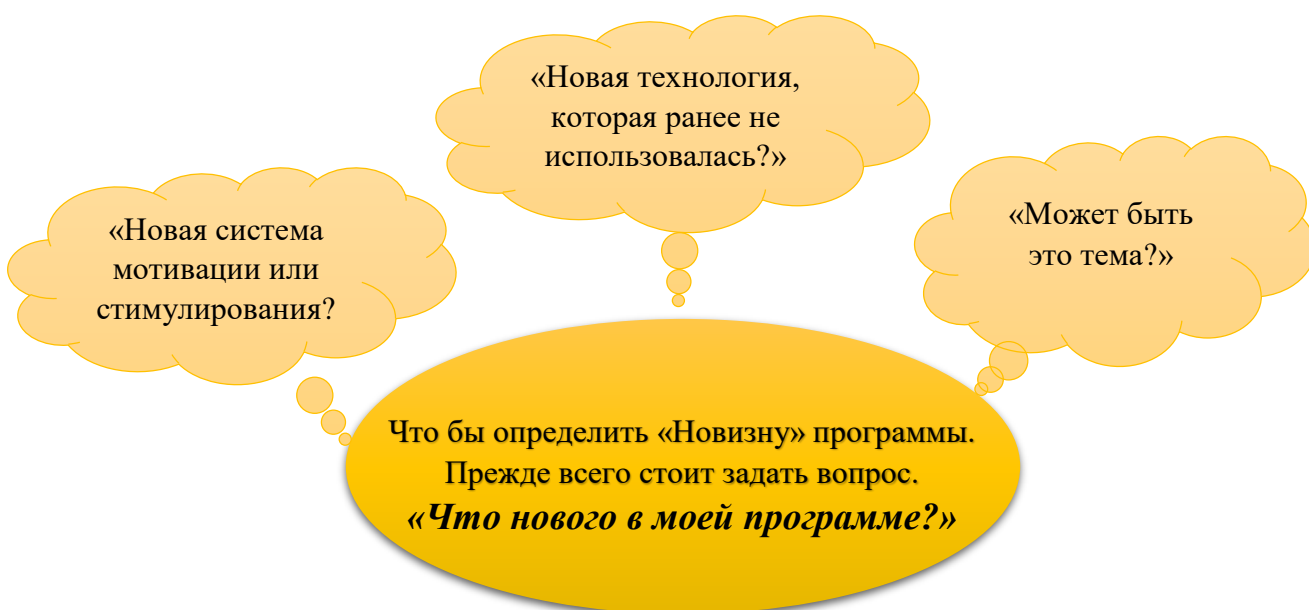 «Новая технология,
которая ранее не
использовалась?»
«Может быть
это тема?»
«Новая система
мотивации или
стимулирования?
Что бы определить «Новизну» программы.
Прежде всего стоит задать вопрос.
«Что нового в моей программе?»